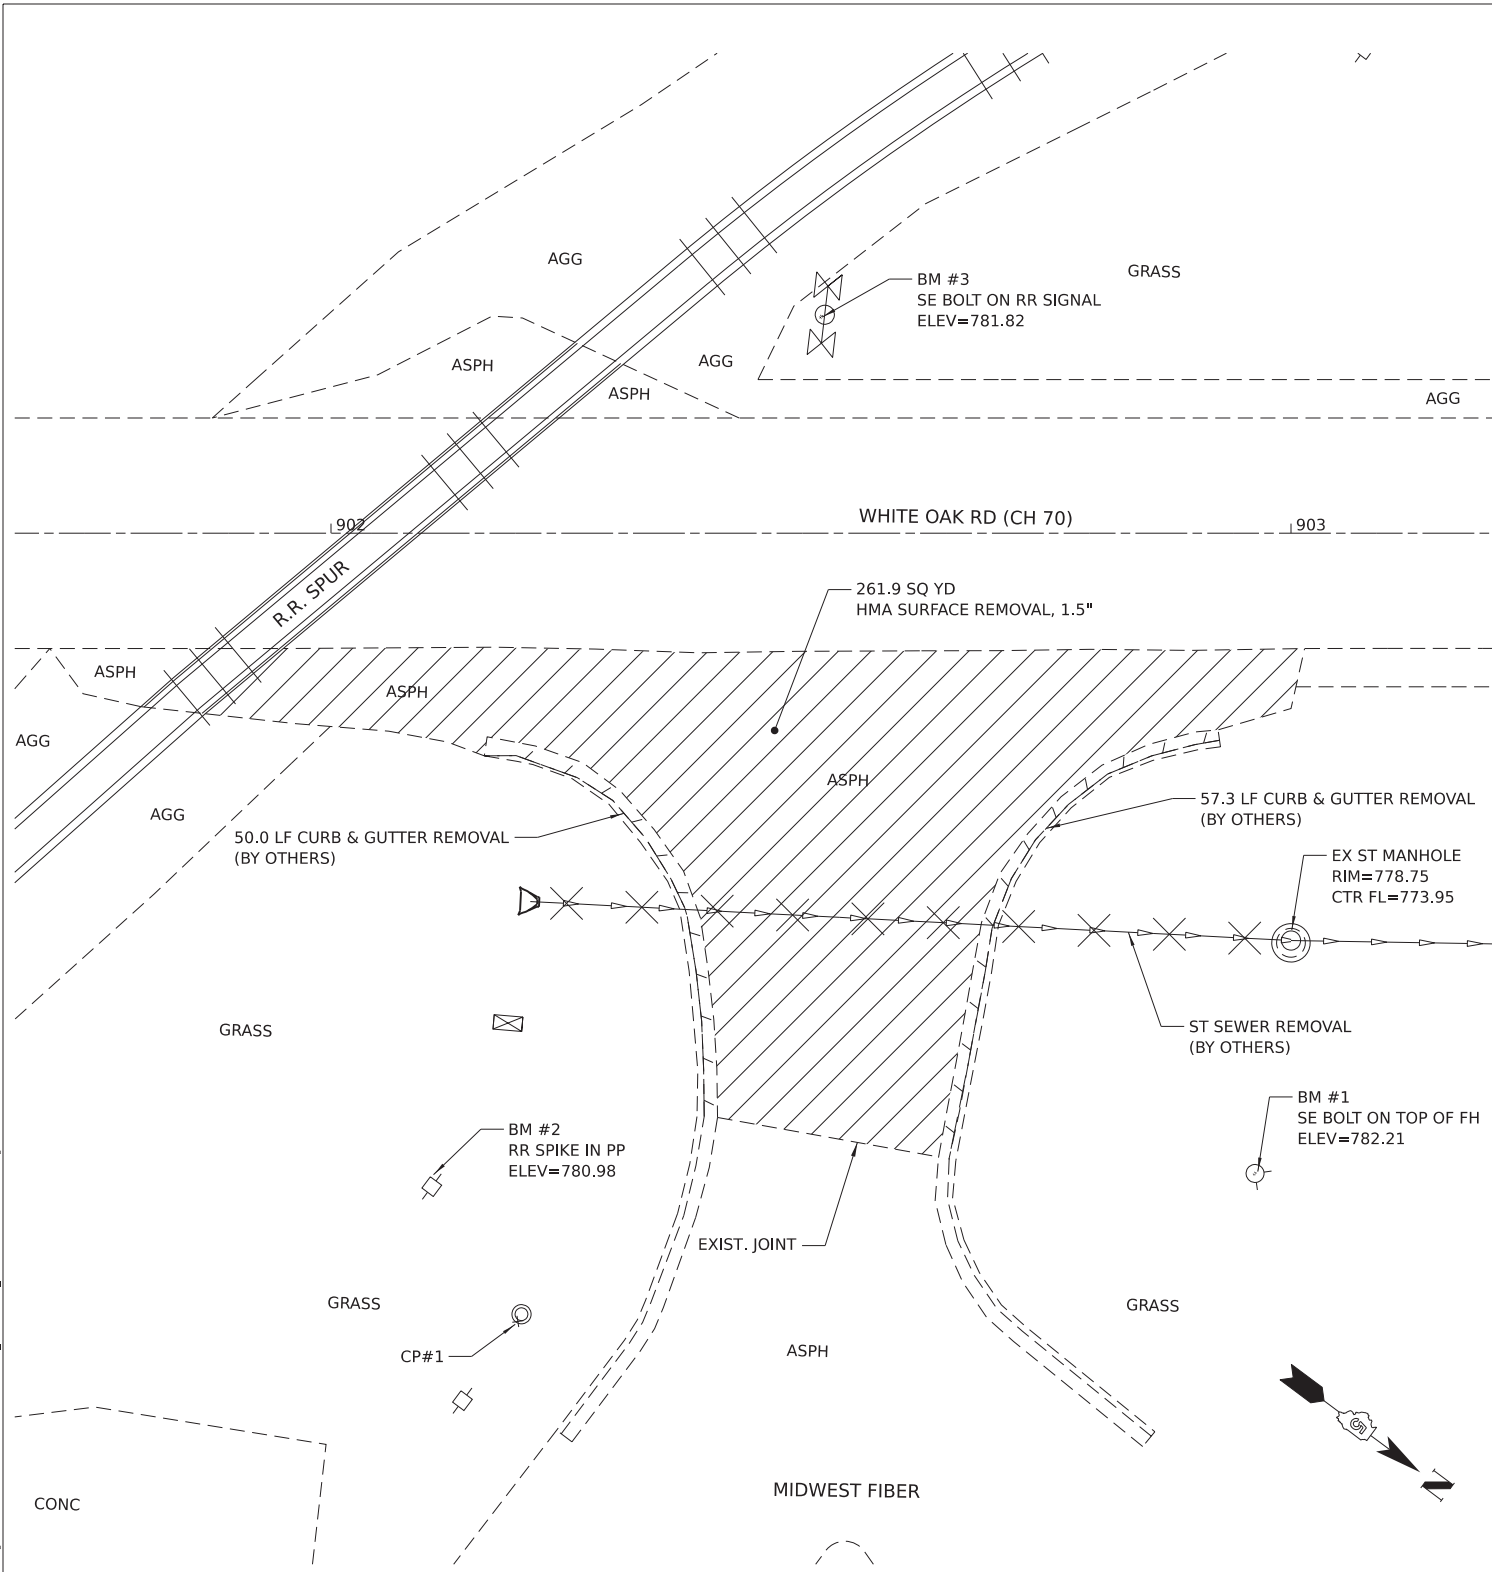 AGG
GRASS
BM #3
SE BOLT ON RR SIGNAL
ELEV=781.82
ASPH
AGG
ASPH
AGG
902
WHITE OAK RD (CH 70)
903
R.R. SPUR
261.9 SQ YD
HMA SURFACE REMOVAL, 1.5"
ASPH
ASPH
AGG
ASPH
AGG
50.0 LF CURB & GUTTER REMOVAL
(BY OTHERS)
57.3 LF CURB & GUTTER REMOVAL
(BY OTHERS)
EX ST MANHOLE
RIM=778.75
CTR FL=773.95
GRASS
ST SEWER REMOVAL
(BY OTHERS)
BM #2
RR SPIKE IN PP
ELEV=780.98
BM #1
SE BOLT ON TOP OF FH
ELEV=782.21
EXIST. JOINT
GRASS
GRASS
CP#1
ASPH
MIDWEST FIBER
CONC
5
N